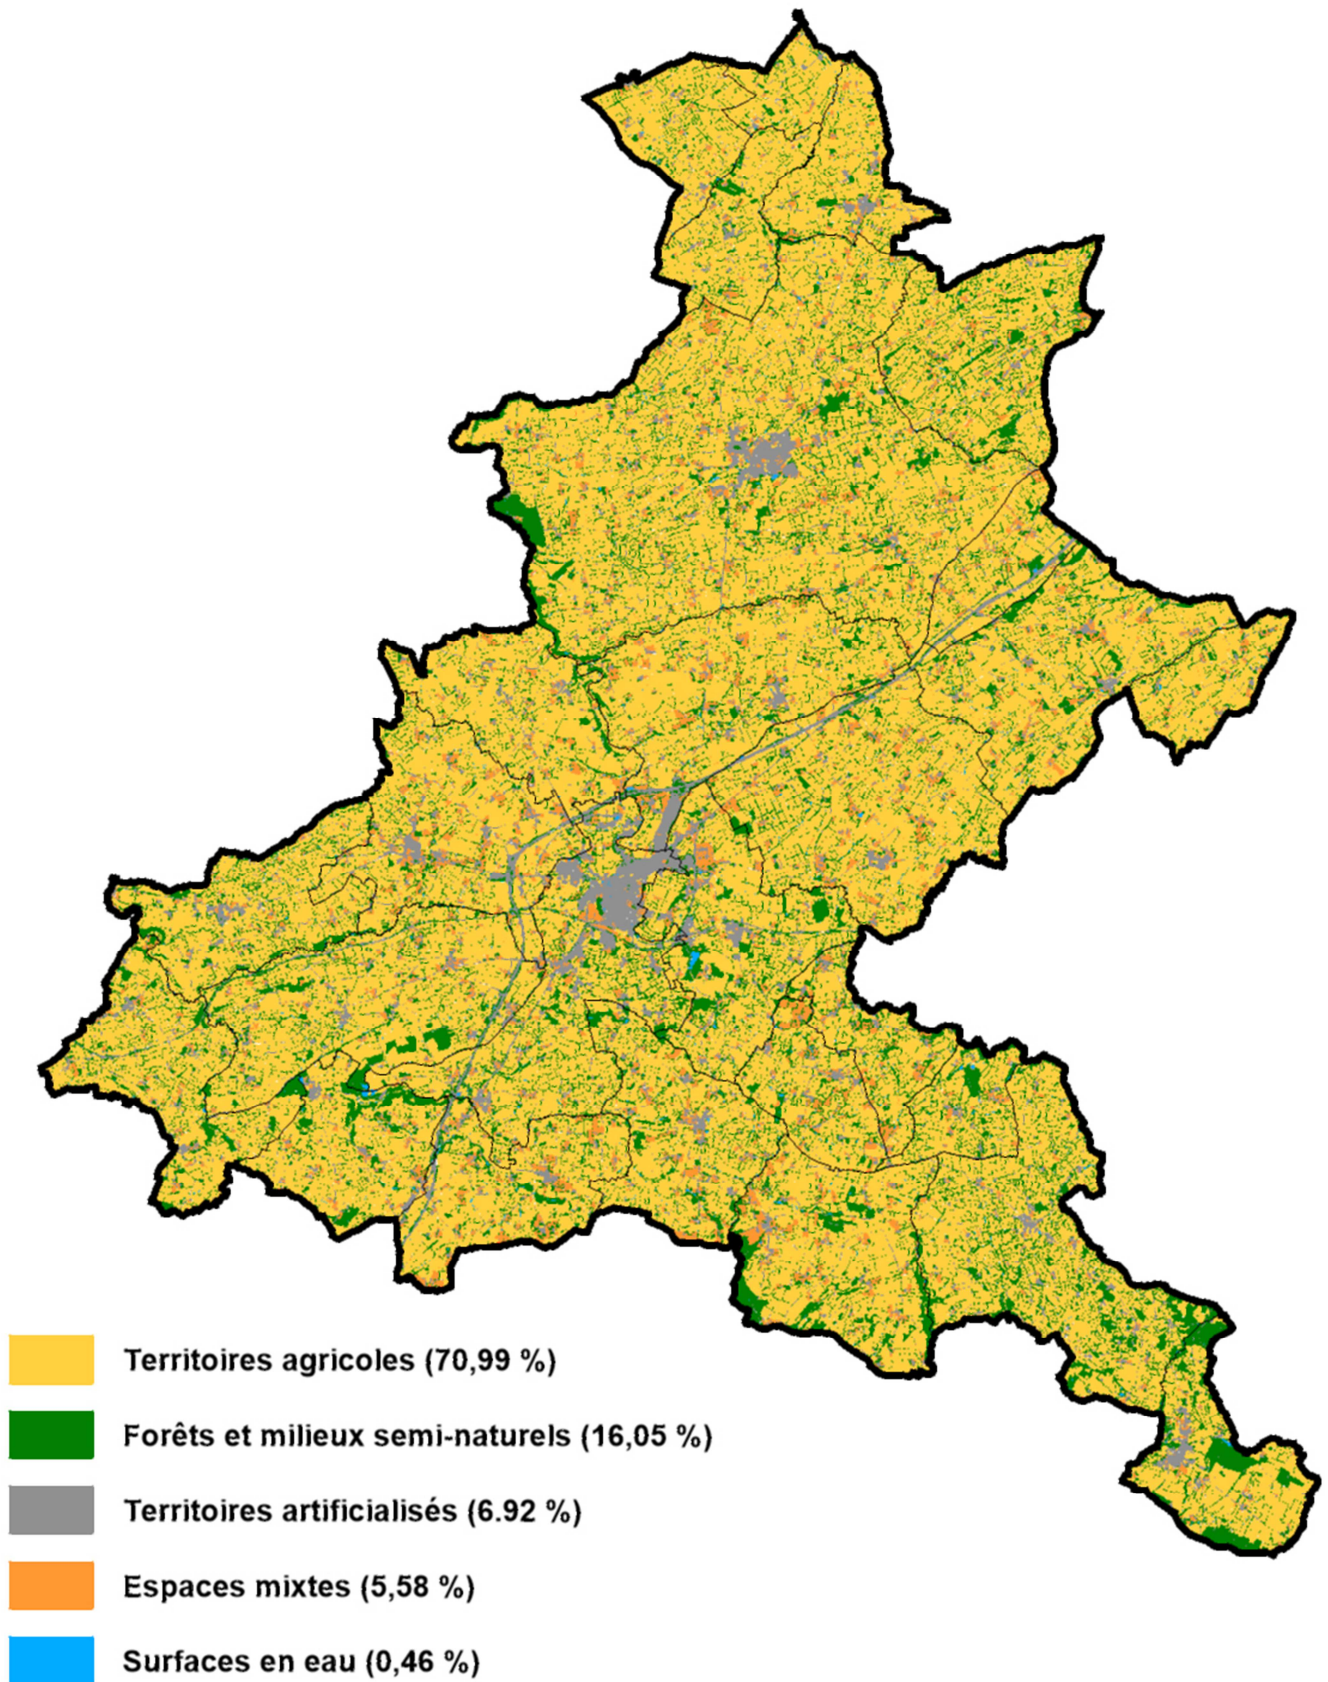 Territoires agricoles (70,99 %)
Forêts et milieux semi-naturels (16,05 %)
Territoires artificialisés (6.92 %)
Espaces mixtes (5,58 %)
Surfaces en eau (0,46 %)